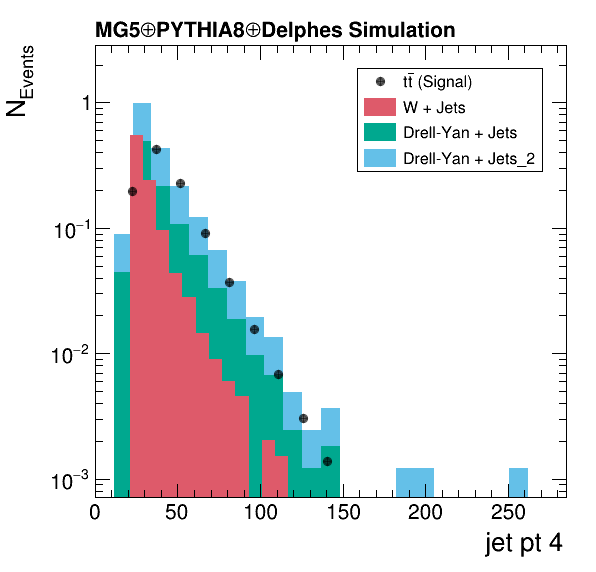 MG5⊕PYTHIA8⊕Delphes Simulation
N_Events
tt̄ (Signal)
W + Jets
Drell-Yan + Jets
Drell-Yan + Jets_2
1
10⁻¹
10⁻²
10⁻³
0 50 100 150 200 250
jet pt 4